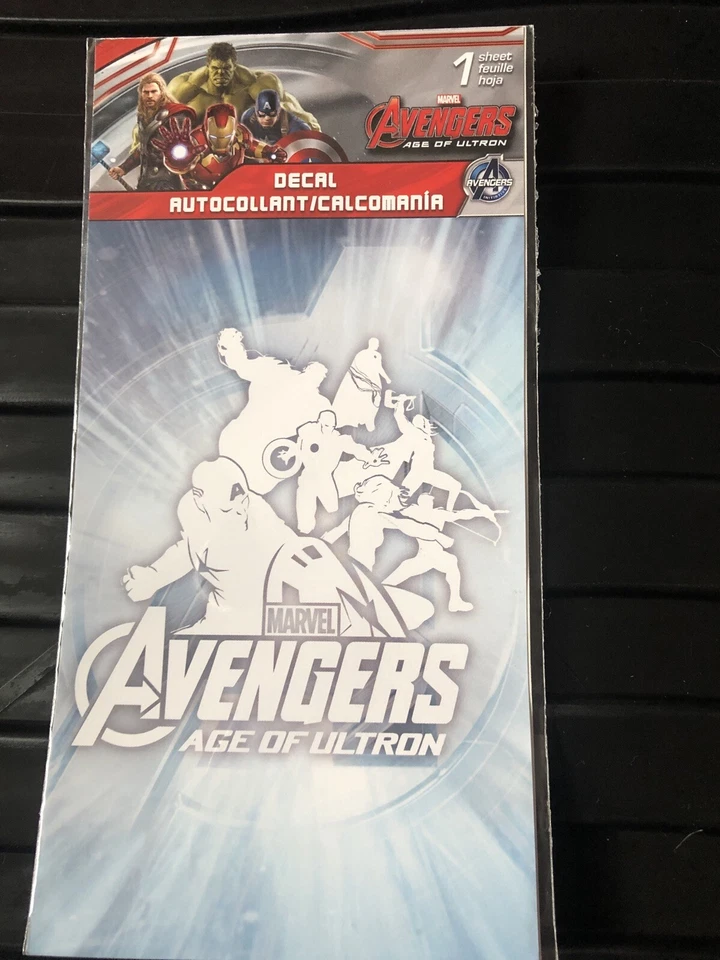 1 sheet
feuille
hoja
MARVEL
AVENGERS
AGE OF ULTRON
AVENGERS
DECAL
AUTOCOLLANT/CALCOMANÍA
MARVEL
AVENGERS
AGE OF ULTRON